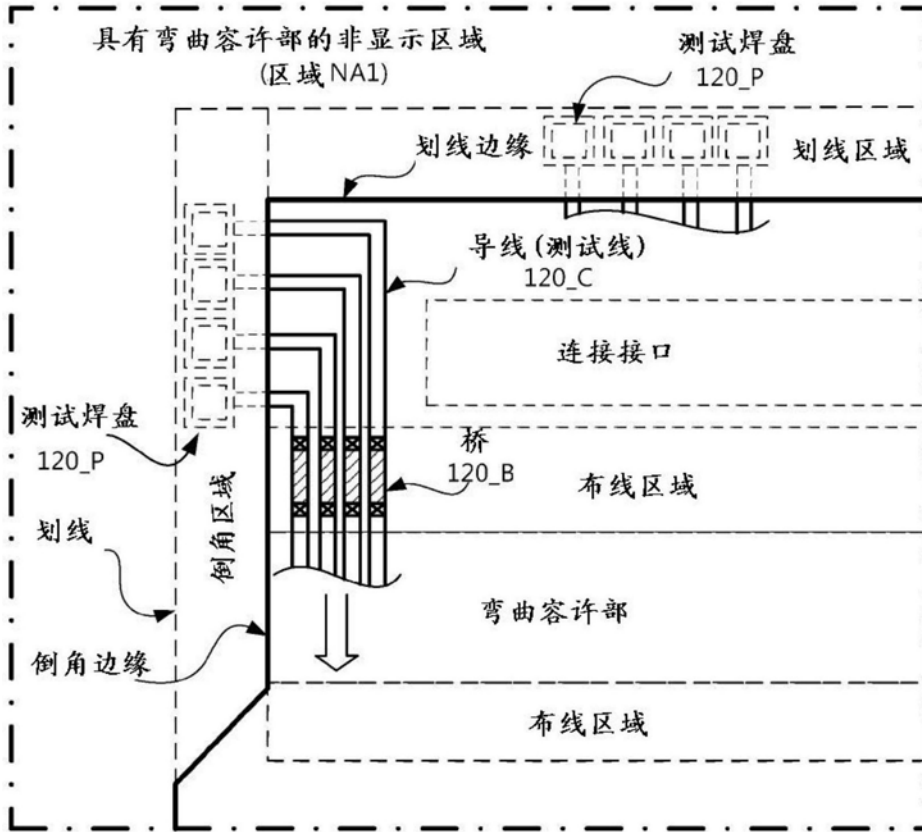 具有弯曲容许部的非显示区域
(区域 NA1)
测试焊盘
120_P
划线边缘
划线区域
导线(测试线)
120_C
连接接口
测试焊盘
120_P
桥
120_B
布线区域
倒角区域
划线
弯曲容许部
倒角边缘
布线区域